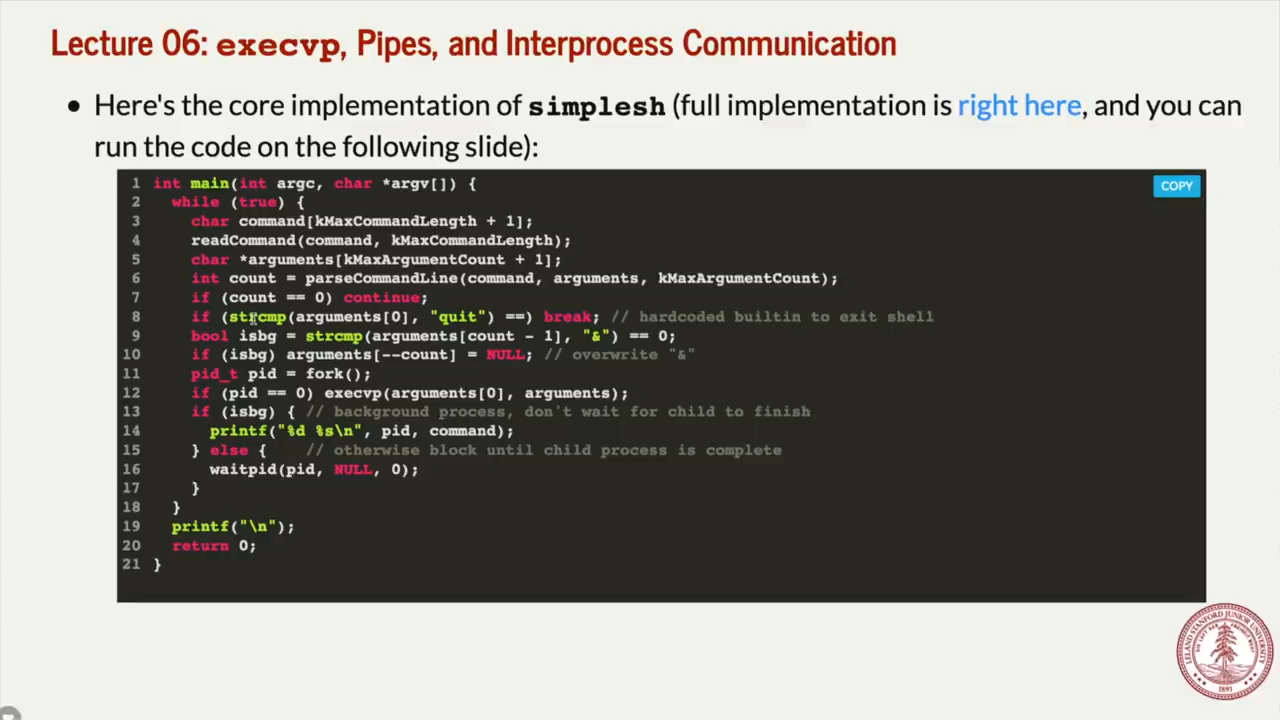 Lecture 06: execvp, Pipes, and Interprocess Communication
• Here's the core implementation of simplesh (full implementation is right here, and you can
run the code on the following slide):
COPY
1 int main(int argc, char *argv[]) {
2   while (true) {
3     char command[kMaxCommandLength + 1];
4     readCommand(command, kMaxCommandLength);
5     char *arguments[kMaxArgumentCount + 1];
6     int count = parseCommandLine(command, arguments, kMaxArgumentCount);
7     if (count == 0) continue;
8     if (strcmp(arguments[0], "quit") ==) break; // hardcoded builtin to exit shell
9     bool isbg = strcmp(arguments[count - 1], "&") == 0;
10     if (isbg) arguments[--count] = NULL; // overwrite "&"
11     pid_t pid = fork();
12     if (pid == 0) execvp(arguments[0], arguments);
13     if (isbg) { // background process, don't wait for child to finish
14       printf("%d %s\n", pid, command);
15     } else {    // otherwise block until child process is complete
16       waitpid(pid, NULL, 0);
17     }
18   }
19   printf("\n");
20   return 0;
21 }
LELAND STANFORD JUNIOR UNIVERSITY
1891